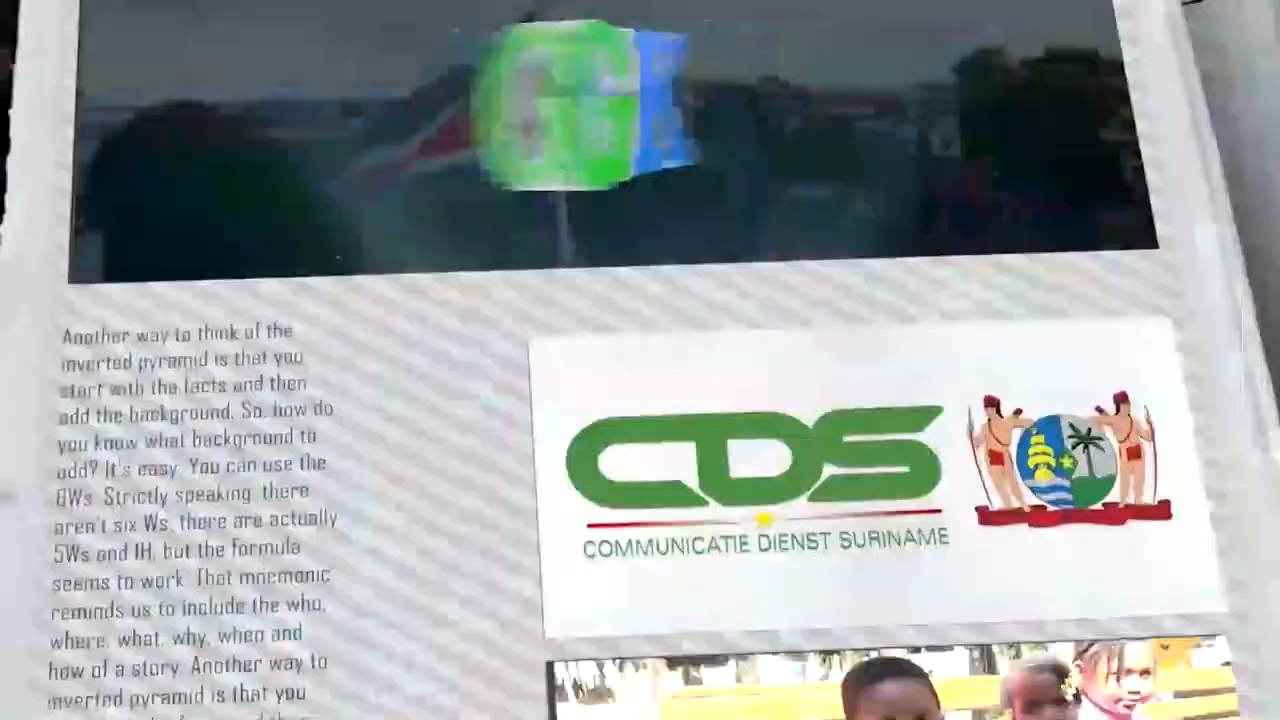 Another way to think of the
inverted pyramid is that you
start with the facts and then
add the background. So, how do
you know what background to
add? It's easy. You can use the
6Ws. Strictly speaking, there
aren't six Ws, there are actually
5Ws and 1H, but the formula
seems to work. That mnemonic
reminds us to include the who,
where, what, why, when and
how of a story. Another way to
inverted pyramid is that you
CDS
COMMUNICATIE DIENST SURINAME